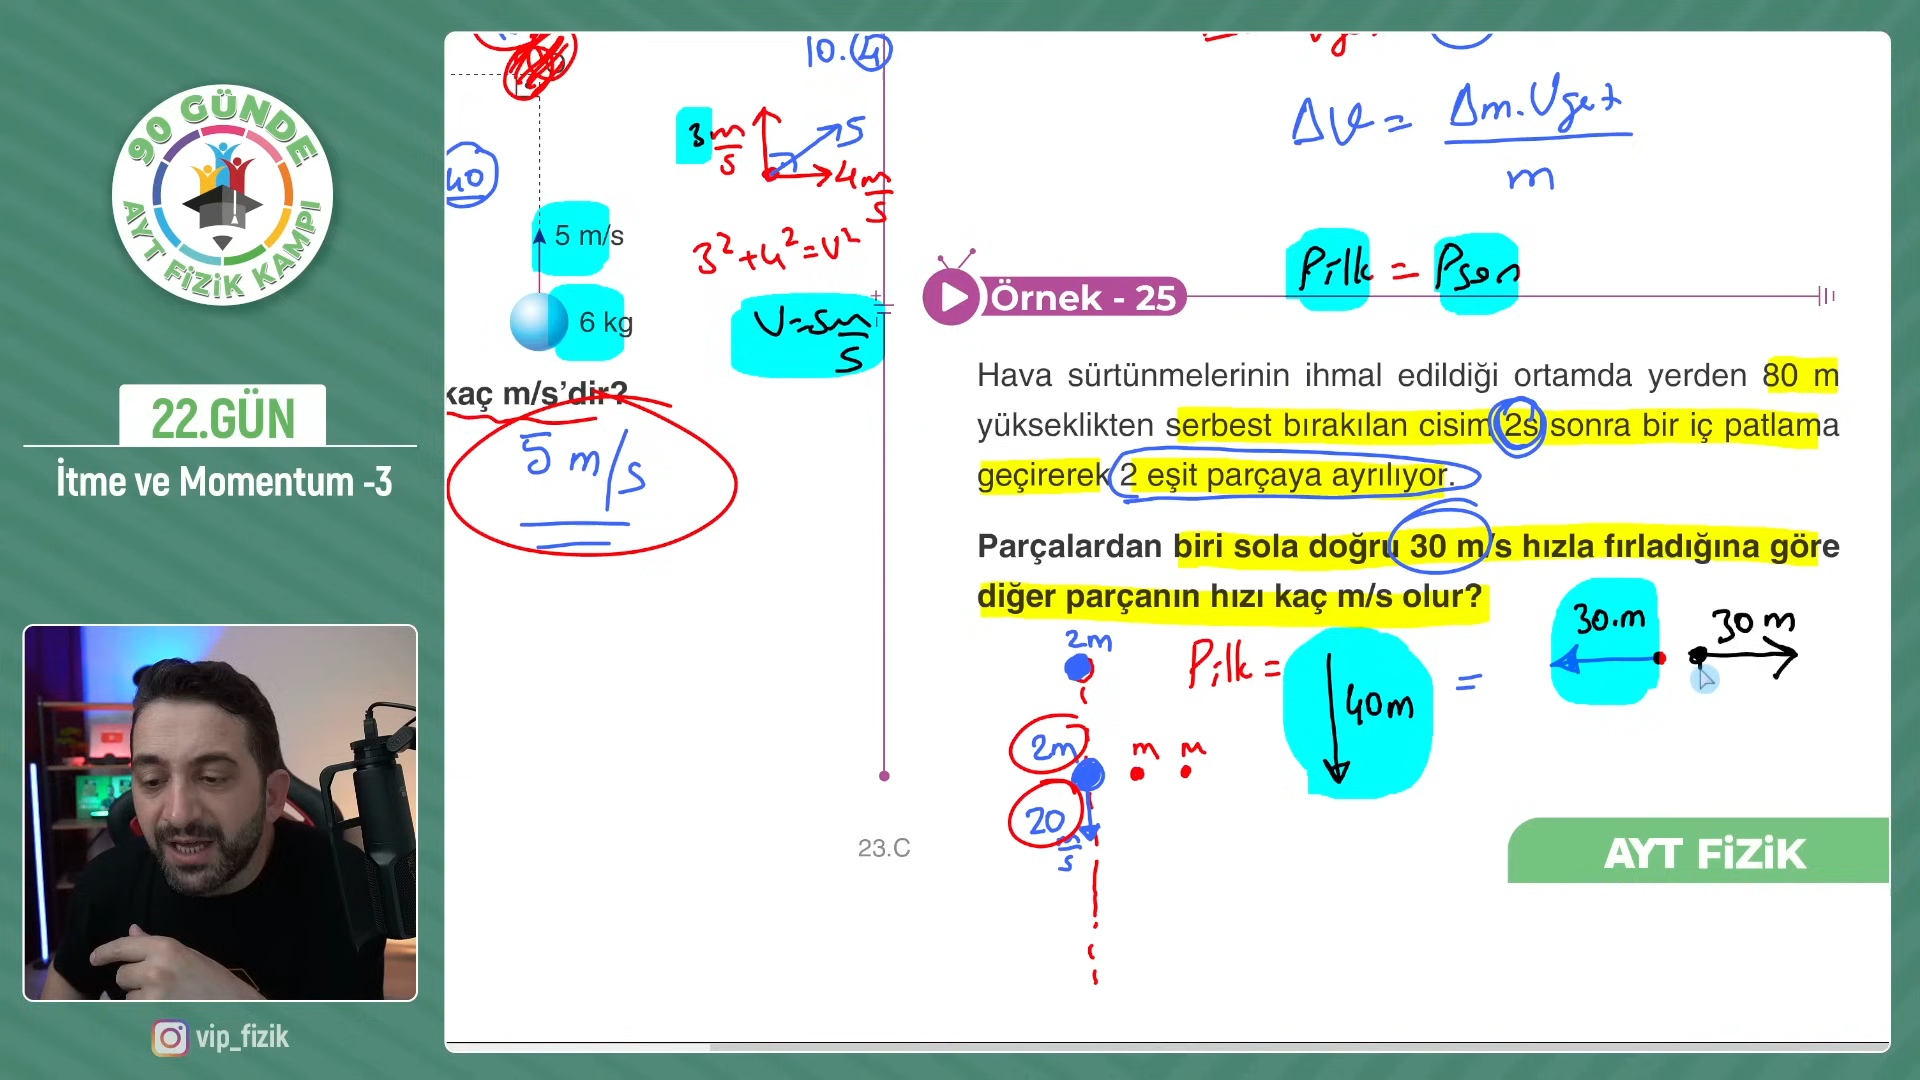 90 GÜNDE
AYT FİZİK KAMPI
22.GÜN
İtme ve Momentum -3
vip_fizik
10.4
3 m/s
5
4 m/s
40
5 m/s
3² + 4² = V²
6 kg
V=5 m/s
kaç m/s'dir?
5 m/s
23.C
ΔV = Δm.Vgaz / m
Pilk = Pson
Örnek - 25
Hava sürtünmelerinin ihmal edildiği ortamda yerden 80 m
yükseklikten serbest bırakılan cisim 2s sonra bir iç patlama
geçirerek 2 eşit parçaya ayrılıyor.
Parçalardan biri sola doğru 30 m/s hızla fırladığına göre
diğer parçanın hızı kaç m/s olur?
2m
Pilk = 40m =
30.m
30 m
2m
m m
20 m/s
AYT FİZİK